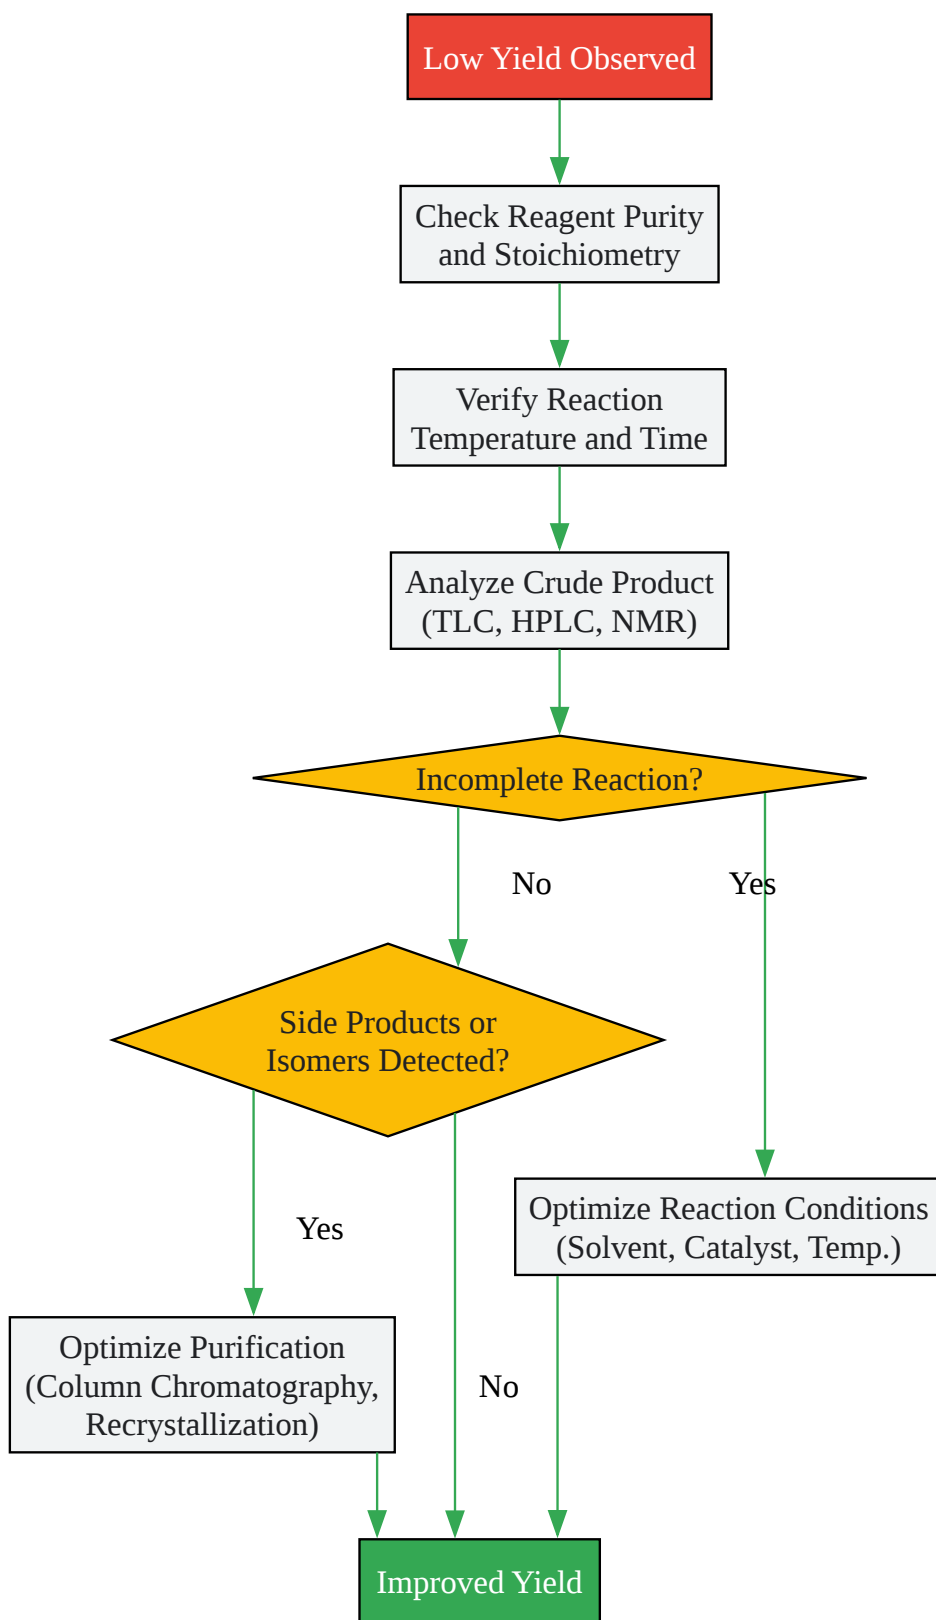 Low Yield Observed
Check Reagent Purity
and Stoichiometry
Verify Reaction
Temperature and Time
Analyze Crude Product
(TLC, HPLC, NMR)
Incomplete Reaction?
No
Yes
Side Products or
Isomers Detected?
Optimize Reaction Conditions
(Solvent, Catalyst, Temp.)
Yes
Optimize Purification
(Column Chromatography,
Recrystallization)
No
Improved Yield